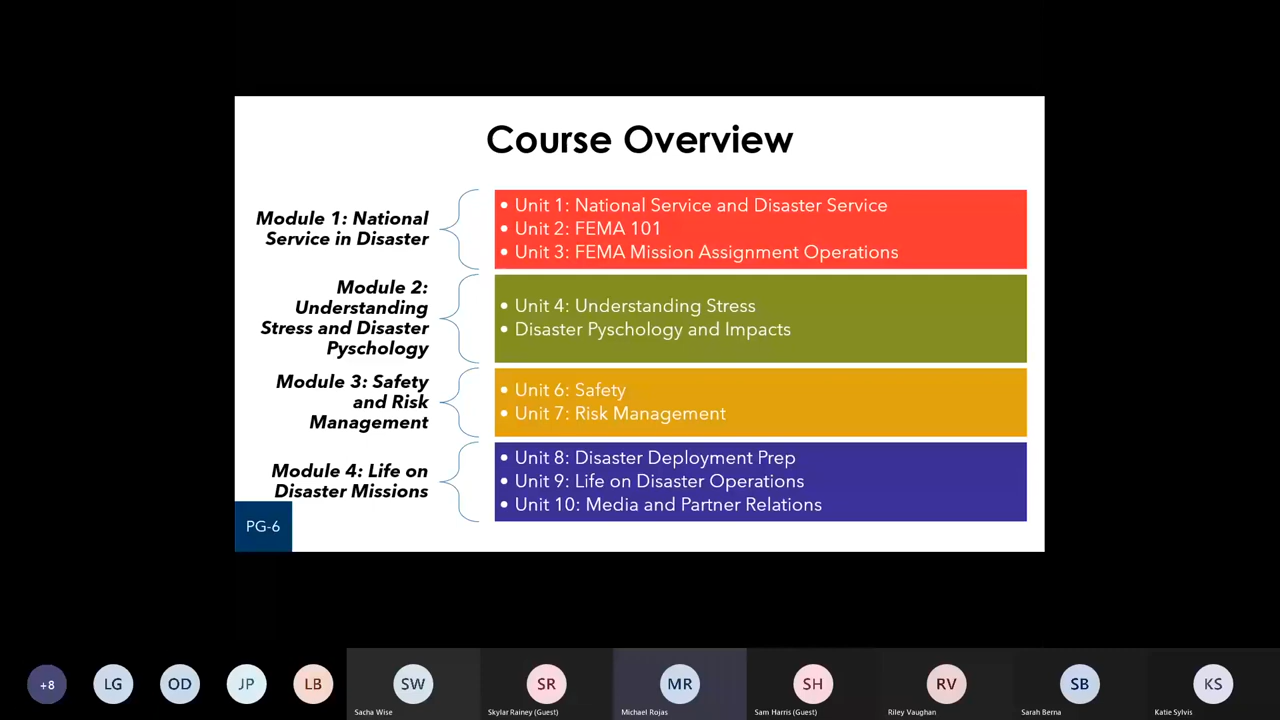 Course Overview
Module 1: National
Service in Disaster
• Unit 1: National Service and Disaster Service
• Unit 2: FEMA 101
• Unit 3: FEMA Mission Assignment Operations
Module 2:
Understanding
Stress and Disaster
Pyschology
• Unit 4: Understanding Stress
• Disaster Pyschology and Impacts
Module 3: Safety
and Risk
Management
• Unit 6: Safety
• Unit 7: Risk Management
Module 4: Life on
Disaster Missions
• Unit 8: Disaster Deployment Prep
• Unit 9: Life on Disaster Operations
• Unit 10: Media and Partner Relations
PG-6
+8
LG
OD
JP
LB
SW
Sacha Wise
SR
Skylar Rainey (Guest)
MR
Michael Rojas
SH
Sam Harris (Guest)
RV
Riley Vaughan
SB
Sarah Berna
KS
Katie Sylvis